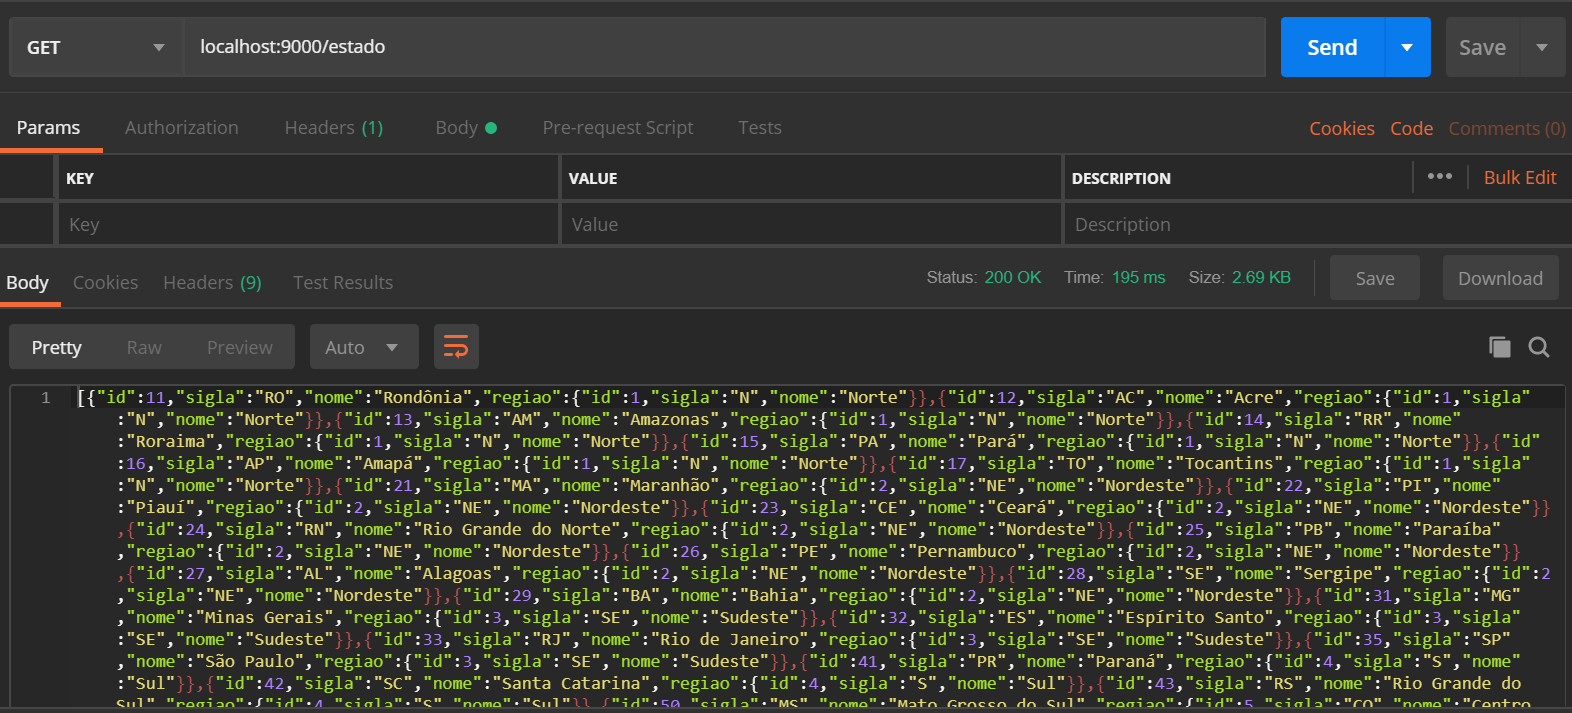 GET localhost:9000/estado Send Save
Params Authorization Headers (1) Body Pre-request Script Tests Cookies Code Comments (0)
KEY VALUE DESCRIPTION ••• Bulk Edit
Key Value Description
Body Cookies Headers (9) Test Results Status: 200 OK Time: 195 ms Size: 2.69 KB Save Download
Pretty Raw Preview Auto
1 [{"id":11,"sigla":"RO","nome":"Rondônia","regiao":{"id":1,"sigla":"N","nome":"Norte"}},{"id":12,"sigla":"AC","nome":"Acre","regiao":{"id":1,"sigla"
:"N","nome":"Norte"}},{"id":13,"sigla":"AM","nome":"Amazonas","regiao":{"id":1,"sigla":"N","nome":"Norte"}},{"id":14,"sigla":"RR","nome"
:"Roraima","regiao":{"id":1,"sigla":"N","nome":"Norte"}},{"id":15,"sigla":"PA","nome":"Pará","regiao":{"id":1,"sigla":"N","nome":"Norte"}},{"id"
:16,"sigla":"AP","nome":"Amapá","regiao":{"id":1,"sigla":"N","nome":"Norte"}},{"id":17,"sigla":"TO","nome":"Tocantins","regiao":{"id":1,"sigla"
:"N","nome":"Norte"}},{"id":21,"sigla":"MA","nome":"Maranhão","regiao":{"id":2,"sigla":"NE","nome":"Nordeste"}},{"id":22,"sigla":"PI","nome"
:"Piauí","regiao":{"id":2,"sigla":"NE","nome":"Nordeste"}},{"id":23,"sigla":"CE","nome":"Ceará","regiao":{"id":2,"sigla":"NE","nome":"Nordeste"}}
,{"id":24,"sigla":"RN","nome":"Rio Grande do Norte","regiao":{"id":2,"sigla":"NE","nome":"Nordeste"}},{"id":25,"sigla":"PB","nome":"Paraíba"
,"regiao":{"id":2,"sigla":"NE","nome":"Nordeste"}},{"id":26,"sigla":"PE","nome":"Pernambuco","regiao":{"id":2,"sigla":"NE","nome":"Nordeste"}}
,{"id":27,"sigla":"AL","nome":"Alagoas","regiao":{"id":2,"sigla":"NE","nome":"Nordeste"}},{"id":28,"sigla":"SE","nome":"Sergipe","regiao":{"id":2
,"sigla":"NE","nome":"Nordeste"}},{"id":29,"sigla":"BA","nome":"Bahia","regiao":{"id":2,"sigla":"NE","nome":"Nordeste"}},{"id":31,"sigla":"MG"
,"nome":"Minas Gerais","regiao":{"id":3,"sigla":"SE","nome":"Sudeste"}},{"id":32,"sigla":"ES","nome":"Espírito Santo","regiao":{"id":3,"sigla"
:"SE","nome":"Sudeste"}},{"id":33,"sigla":"RJ","nome":"Rio de Janeiro","regiao":{"id":3,"sigla":"SE","nome":"Sudeste"}},{"id":35,"sigla":"SP"
,"nome":"São Paulo","regiao":{"id":3,"sigla":"SE","nome":"Sudeste"}},{"id":41,"sigla":"PR","nome":"Paraná","regiao":{"id":4,"sigla":"S","nome"
:"Sul"}},{"id":42,"sigla":"SC","nome":"Santa Catarina","regiao":{"id":4,"sigla":"S","nome":"Sul"}},{"id":43,"sigla":"RS","nome":"Rio Grande do
Sul","regiao":{"id":4,"sigla":"S","nome":"Sul"}},{"id":50,"sigla":"MS","nome":"Mato Grosso do Sul","regiao":{"id":5,"sigla":"CO","nome":"Centro